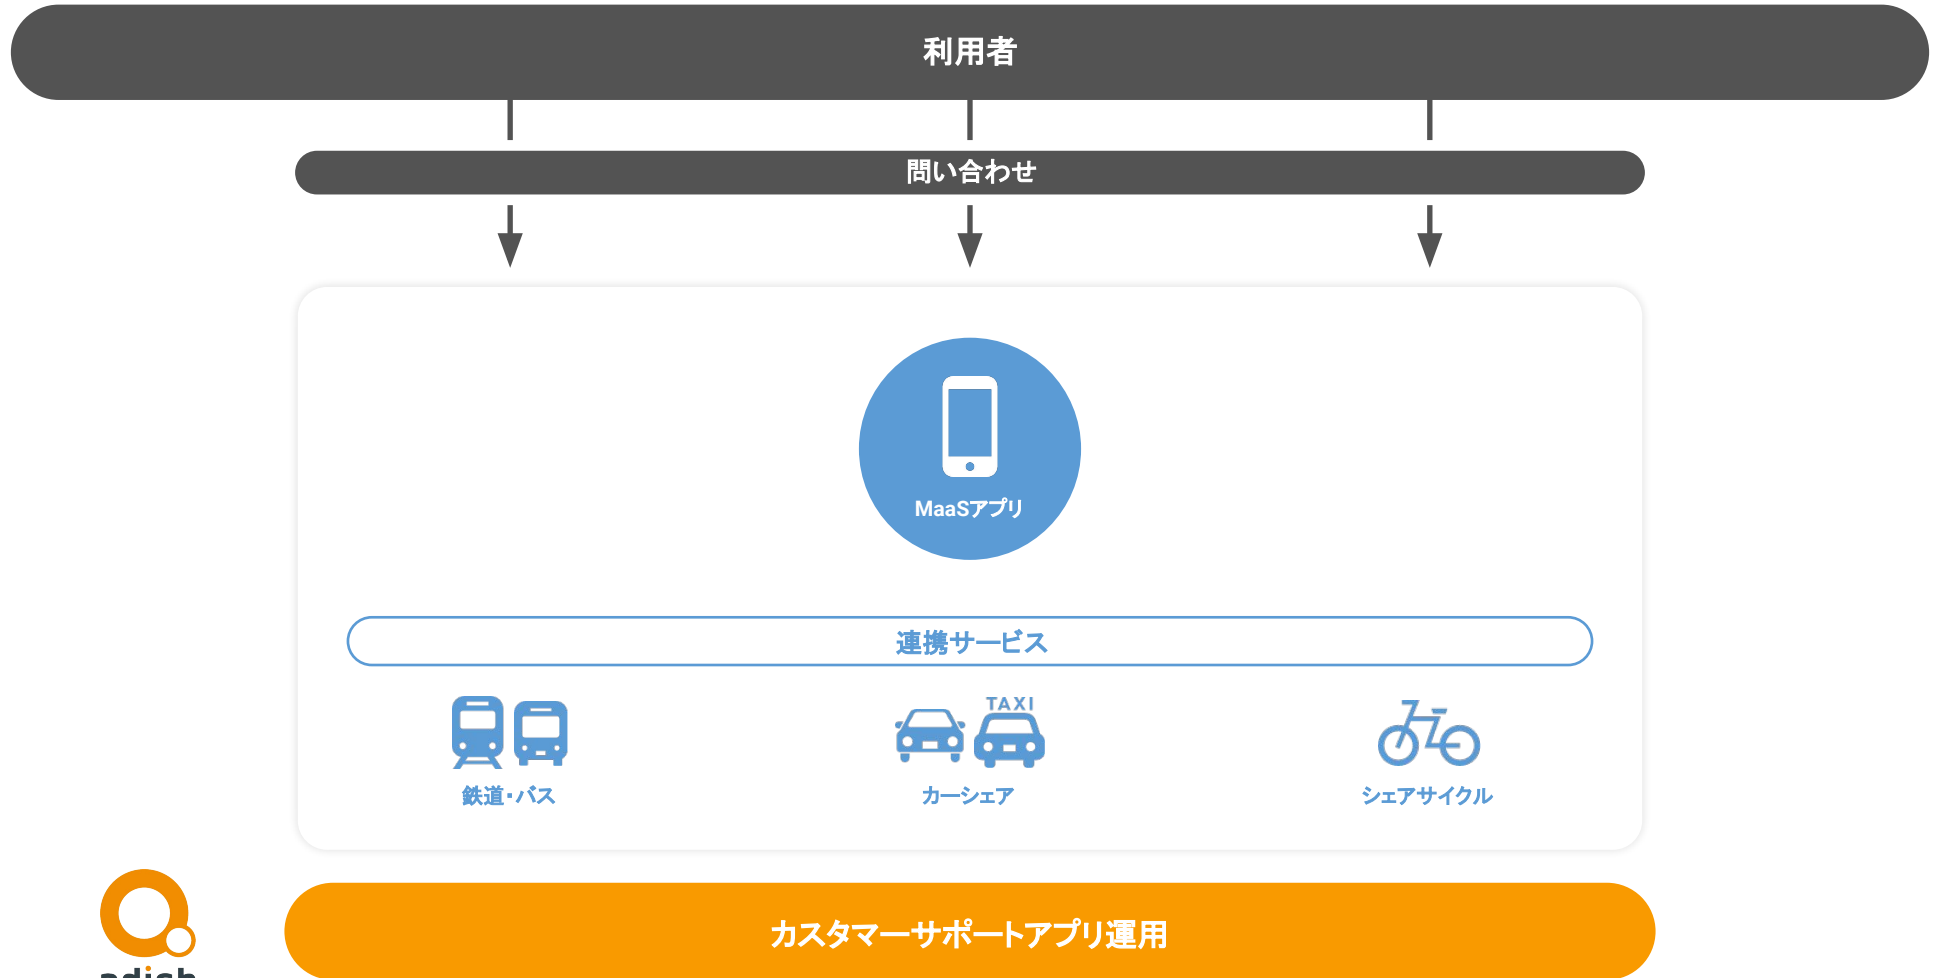 利用者
問い合わせ
MaaSアプリ
連携サービス
TAXI
鉄道・バス
カーシェア
シェアサイクル
カスタマーサポートアプリ運用
adish